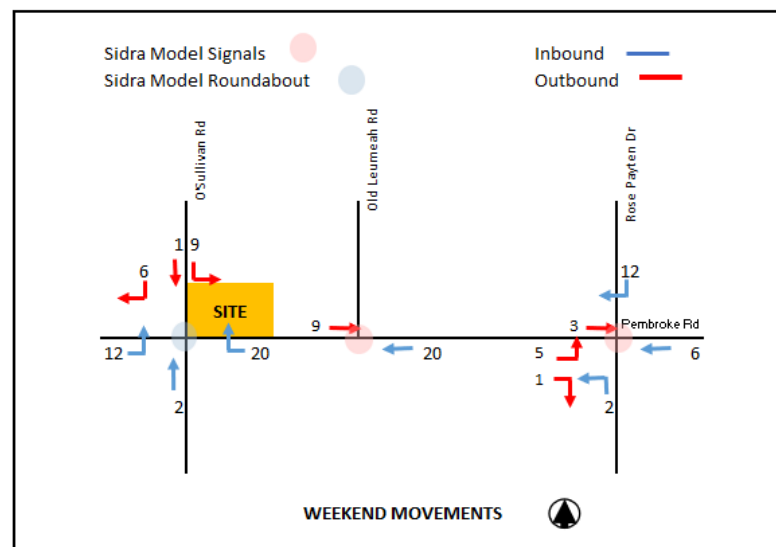 Sidra Model Signals
Sidra Model Roundabout
Inbound
Outbound
O'Sullivan Rd
Old Leumeah Rd
Rose Payten Dr
1 9
6
12
SITE
9
3
Pembroke Rd
12
20
20
5
6
1
2
2
WEEKEND MOVEMENTS